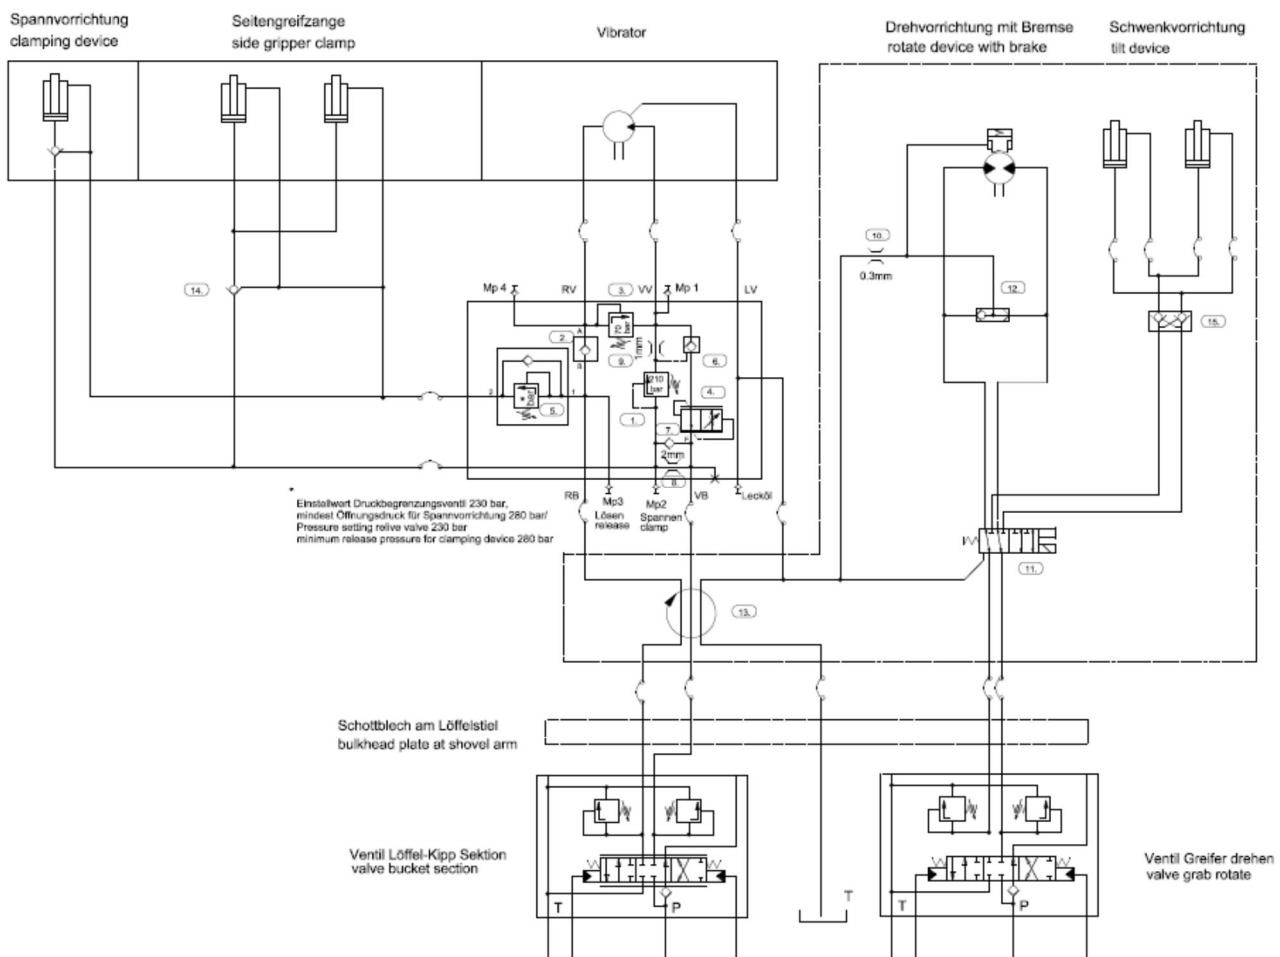 Spannvorrichtung
clamping device
Seitengreifzange
side gripper clamp
Vibrator
Drehvorrichtung mit Bremse
rotate device with brake
Schwenkvorrichtung
tilt device
10.
0.3mm
12.
15.
14.
Mp 4
RV
3.
VV
Mp 1
LV
A
2.
B
70
bar
9.
1mm
6.
210
bar
4.
2
*
bar
1
5.
1.
7.
P
2mm
8.
RB
Mp3
Lösen
release
Mp2
Spannen
clamp
VB
Lecköl
*
Einstellwert Druckbegrenzungsventil 230 bar,
mindest Öffnungsdruck für Spannvorrichtung 280 bar/
Pressure setting relive valve 230 bar
minimum release pressure for clamping device 280 bar
11.
13.
Schottblech am Löffelstiel
bulkhead plate at shovel arm
Ventil Löffel-Kipp Sektion
valve bucket section
T
P
T
T
P
Ventil Greifer drehen
valve grab rotate